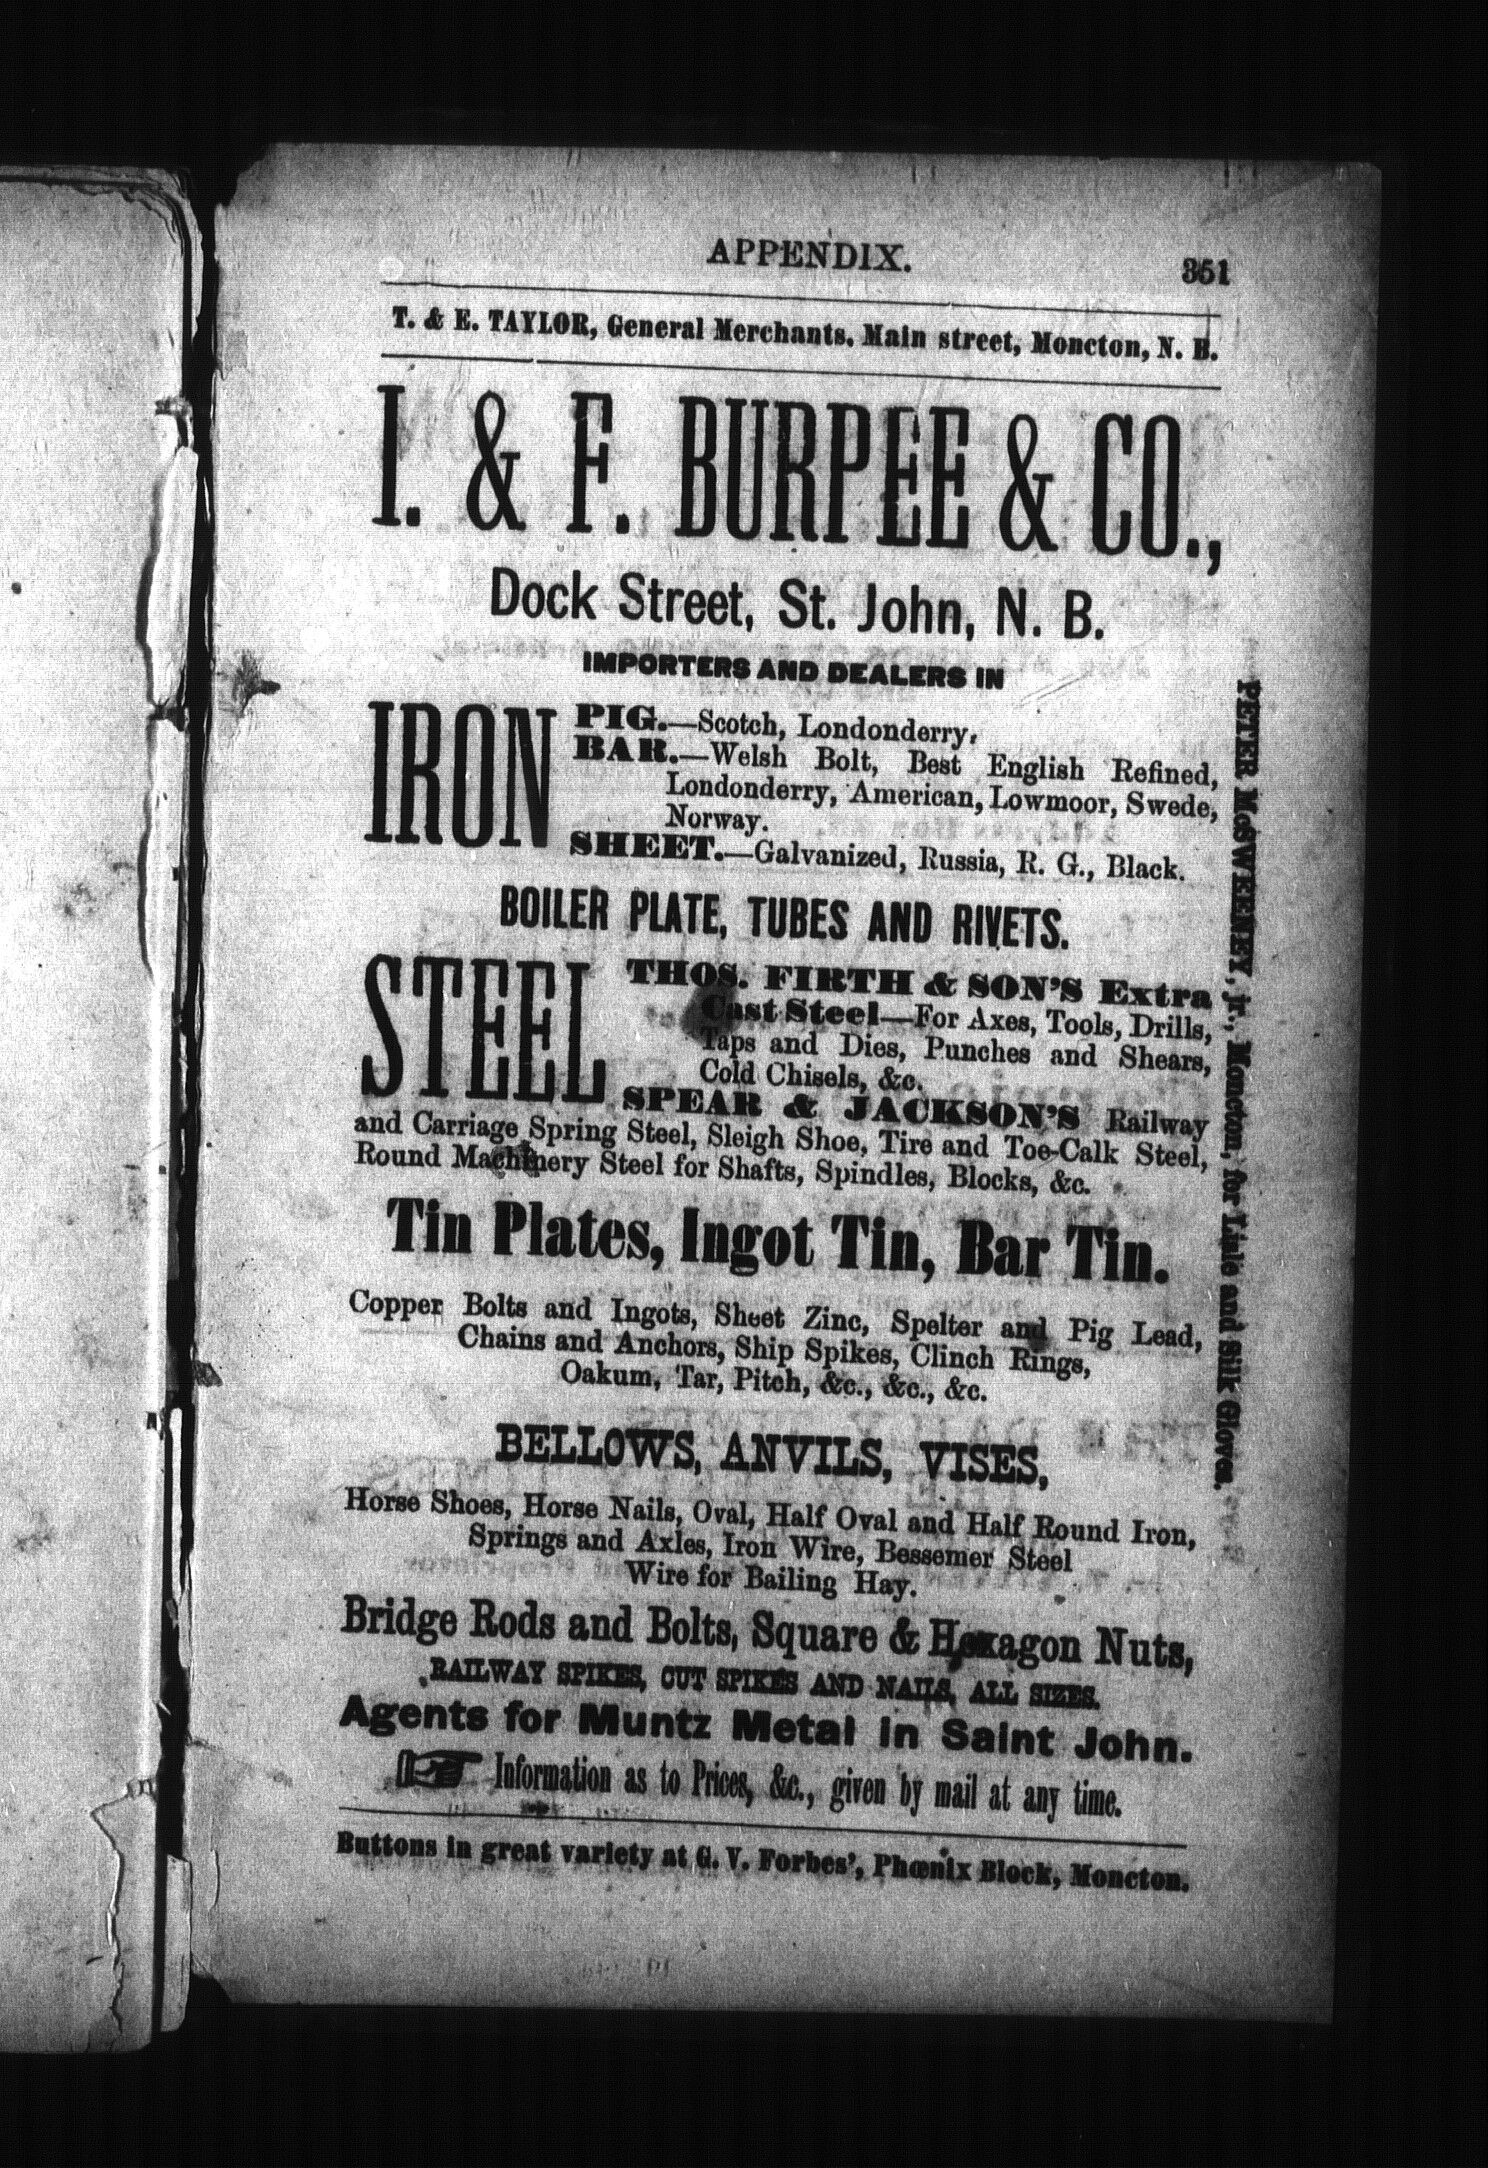 APPENDIX. 351
T. & E. TAYLOR, General Merchants. Main street, Moncton, N. B.
I. & F. BURPEE & CO.,
Dock Street, St. John, N. B.
IMPORTERS AND DEALERS IN
IRON
PIG.—Scotch, Londonderry.
BAR.—Welsh Bolt, Best English Refined,
Londonderry, American, Lowmoor, Swede,
Norway.
SHEET.—Galvanized, Russia, R. G., Black.
BOILER PLATE, TUBES AND RIVETS.
STEEL
THOS. FIRTH & SON'S Extra
Cast Steel—For Axes, Tools, Drills,
Taps and Dies, Punches and Shears,
Cold Chisels, &c.
SPEAR & JACKSON'S Railway
and Carriage Spring Steel, Sleigh Shoe, Tire and Toe-Calk Steel,
Round Machinery Steel for Shafts, Spindles, Blocks, &c.
Tin Plates, Ingot Tin, Bar Tin.
Copper Bolts and Ingots, Sheet Zinc, Spelter and Pig Lead,
Chains and Anchors, Ship Spikes, Clinch Rings,
Oakum, Tar, Pitch, &c., &c., &c.
BELLOWS, ANVILS, VISES,
Horse Shoes, Horse Nails, Oval, Half Oval and Half Round Iron,
Springs and Axles, Iron Wire, Bessemer Steel
Wire for Bailing Hay.
Bridge Rods and Bolts, Square & Hexagon Nuts,
RAILWAY SPIKES, CUT SPIKES AND NAILS, ALL SIZES.
Agents for Muntz Metal in Saint John.
☞ Information as to Prices, &c., given by mail at any time.
Buttons in great variety at G. V. Forbes', Phœnix Block, Moncton.
PETER McSWEENEY, jr., Moncton, for Lisle and Silk Gloves.